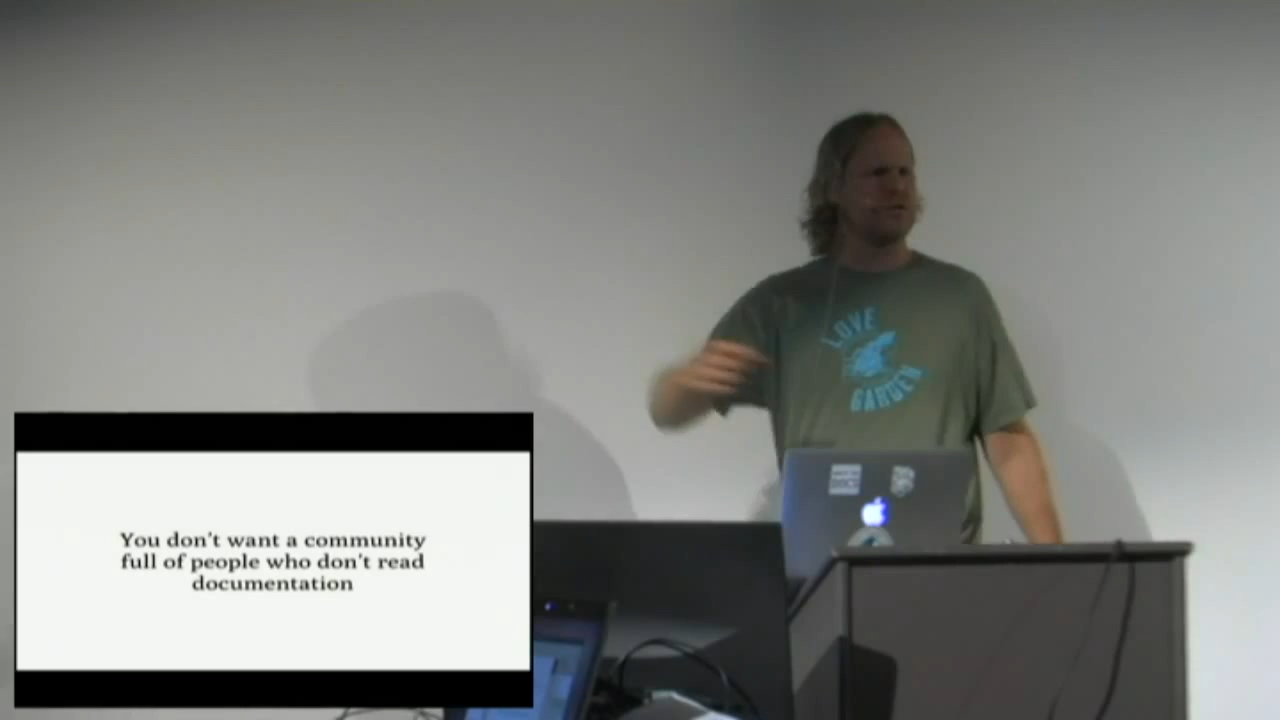 LOVE
GARDEN
You don't want a community
full of people who don't read
documentation